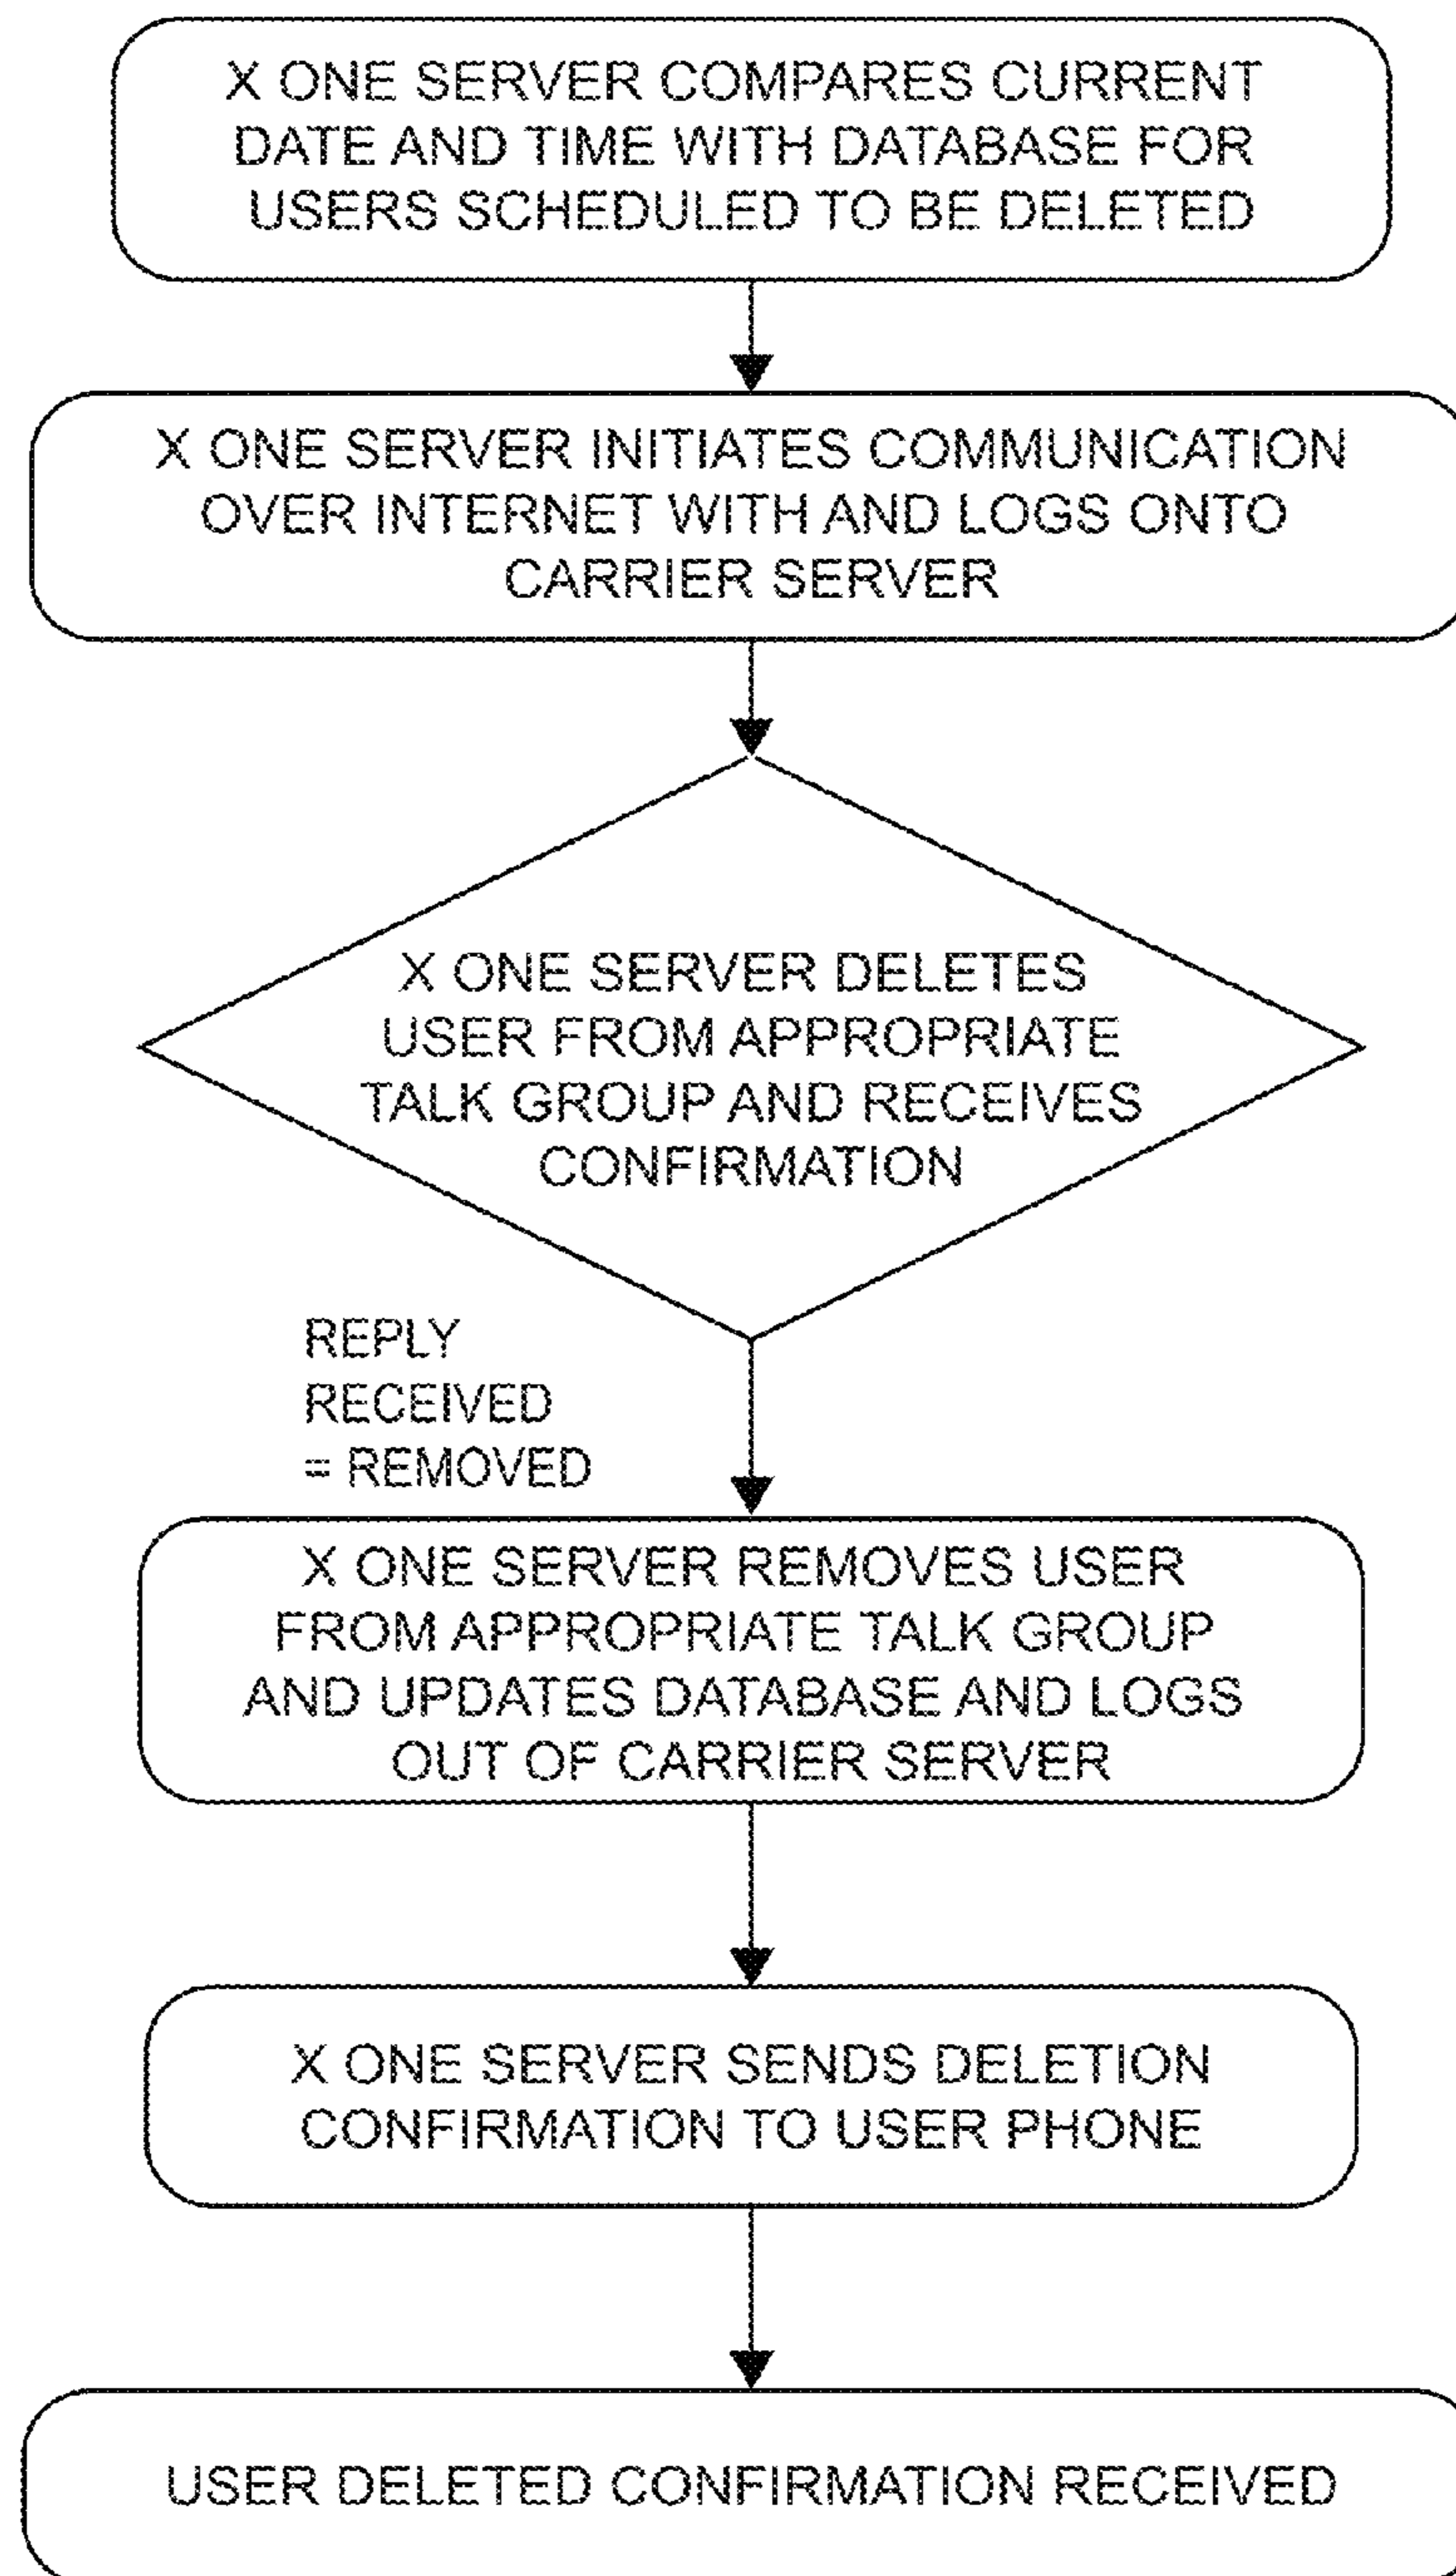 X ONE SERVER COMPARES CURRENT
DATE AND TIME WITH DATABASE FOR
USERS SCHEDULED TO BE DELETED
X ONE SERVER INITIATES COMMUNICATION
OVER INTERNET WITH AND LOGS ONTO
CARRIER SERVER
X ONE SERVER DELETES
USER FROM APPROPRIATE
TALK GROUP AND RECEIVES
CONFIRMATION
REPLY
RECEIVED
= REMOVED
X ONE SERVER REMOVES USER
FROM APPROPRIATE TALK GROUP
AND UPDATES DATABASE AND LOGS
OUT OF CARRIER SERVER
X ONE SERVER SENDS DELETION
CONFIRMATION TO USER PHONE
USER DELETED CONFIRMATION RECEIVED